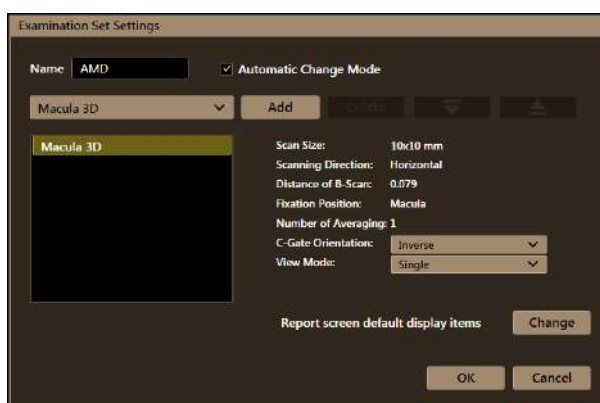 Examination Set Settings
Name AMD Automatic Change Mode
Macula 3D Add Delete
Macula 3D
Scan Size: 10x10 mm
Scanning Direction: Horizontal
Distance of B-Scan: 0.079
Fixation Position: Macula
Number of Averaging: 1
C-Gate Orientation: Inverse
View Mode: Single
Report screen default display items Change
OK Cancel